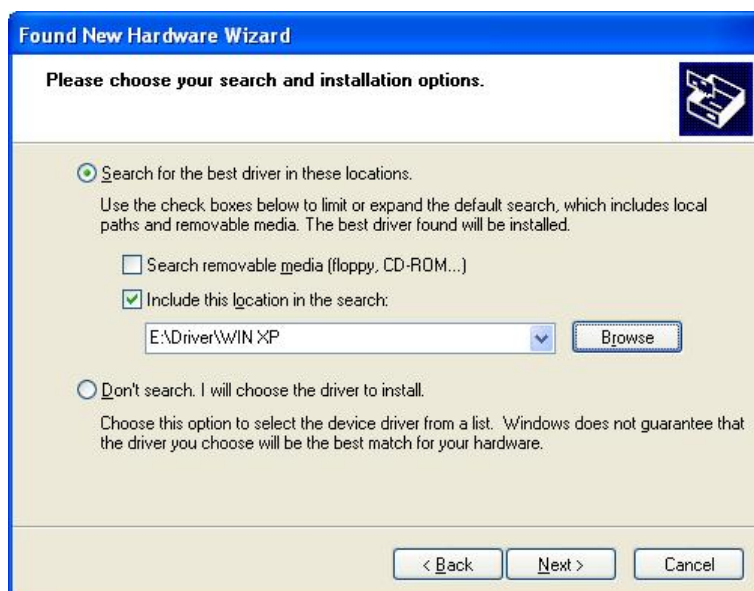 Found New Hardware Wizard
Please choose your search and installation options.
Search for the best driver in these locations.
Use the check boxes below to limit or expand the default search, which includes local
paths and removable media. The best driver found will be installed.
Search removable media (floppy, CD-ROM...)
Include this location in the search:
E:\Driver\WIN XP
Browse
Don't search. I will choose the driver to install.
Choose this option to select the device driver from a list. Windows does not guarantee that
the driver you choose will be the best match for your hardware.
< Back Next > Cancel